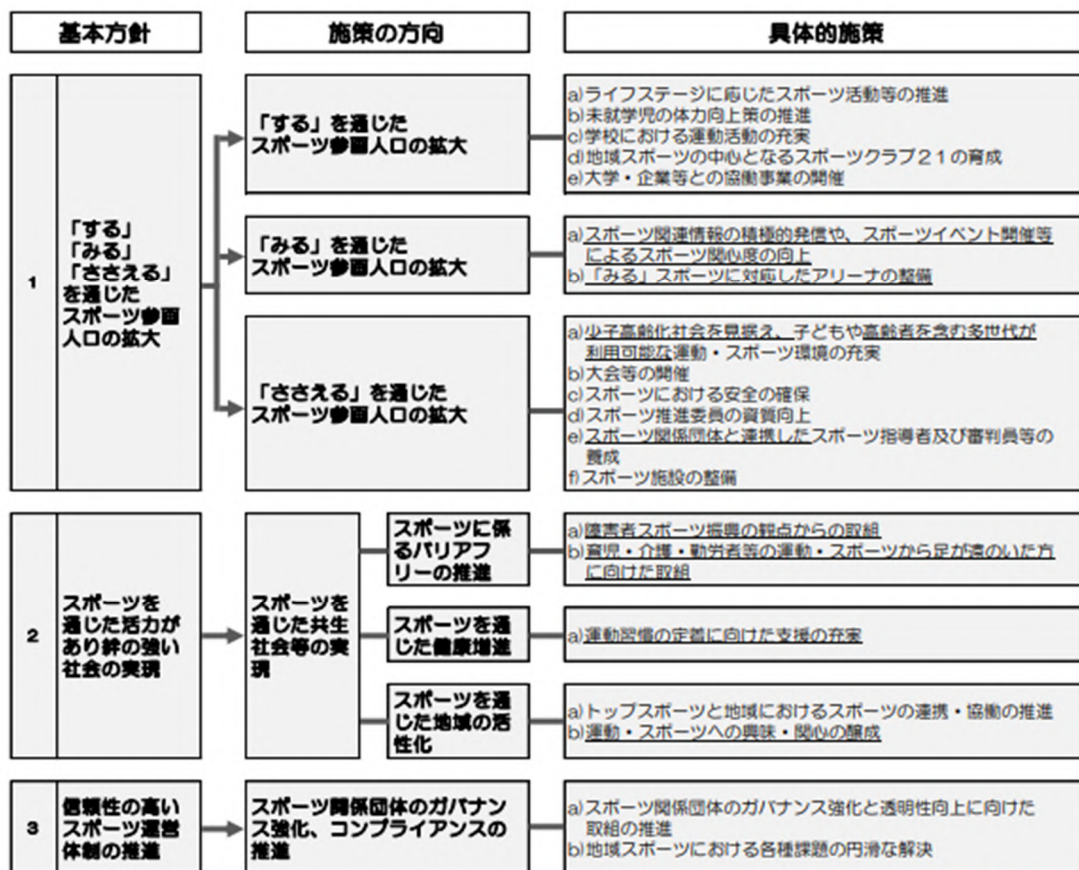 基本方針
施策の方向
具体的施策
1
「する」
「みる」
「ささえる」
を通じた
スポーツ参画
人口の拡大
「する」を通じた
スポーツ参画人口の拡大
a)ライフステージに応じたスポーツ活動等の推進
b)未就学児の体力向上策の推進
c)学校における運動活動の充実
d)地域スポーツの中心となるスポーツクラブ21の育成
e)大学・企業等との協働事業の開催
「みる」を通じた
スポーツ参画人口の拡大
a)スポーツ関連情報の積極的発信や、スポーツイベント開催等
によるスポーツ関心度の向上
b)「みる」スポーツに対応したアリーナの整備
「ささえる」を通じた
スポーツ参画人口の拡大
a)少子高齢化社会を見据え、子どもや高齢者を含む多世代が
利用可能な運動・スポーツ環境の充実
b)大会等の開催
c)スポーツにおける安全の確保
d)スポーツ推進委員の資質向上
e)スポーツ関係団体と連携したスポーツ指導者及び審判員等の
養成
f)スポーツ施設の整備
2
スポーツを
通じた活力が
あり絆の強い
社会の実現
スポーツを
通じた共生
社会等の実
現
スポーツに係
るバリアフ
リーの推進
a)障害者スポーツ振興の観点からの取組
b)育児・介護・勤労者等の運動・スポーツから足が遠のいた方
に向けた取組
スポーツを通
じた健康増進
a)運動習慣の定着に向けた支援の充実
スポーツを通
じた地域の活
性化
a)トップスポーツと地域におけるスポーツの連携・協働の推進
b)運動・スポーツへの興味・関心の醸成
3
信頼性の高い
スポーツ運営
体制の推進
スポーツ関係団体のガバナン
ス強化、コンプライアンスの
推進
a)スポーツ関係団体のガバナンス強化と透明性向上に向けた
取組の推進
b)地域スポーツにおける各種課題の円滑な解決